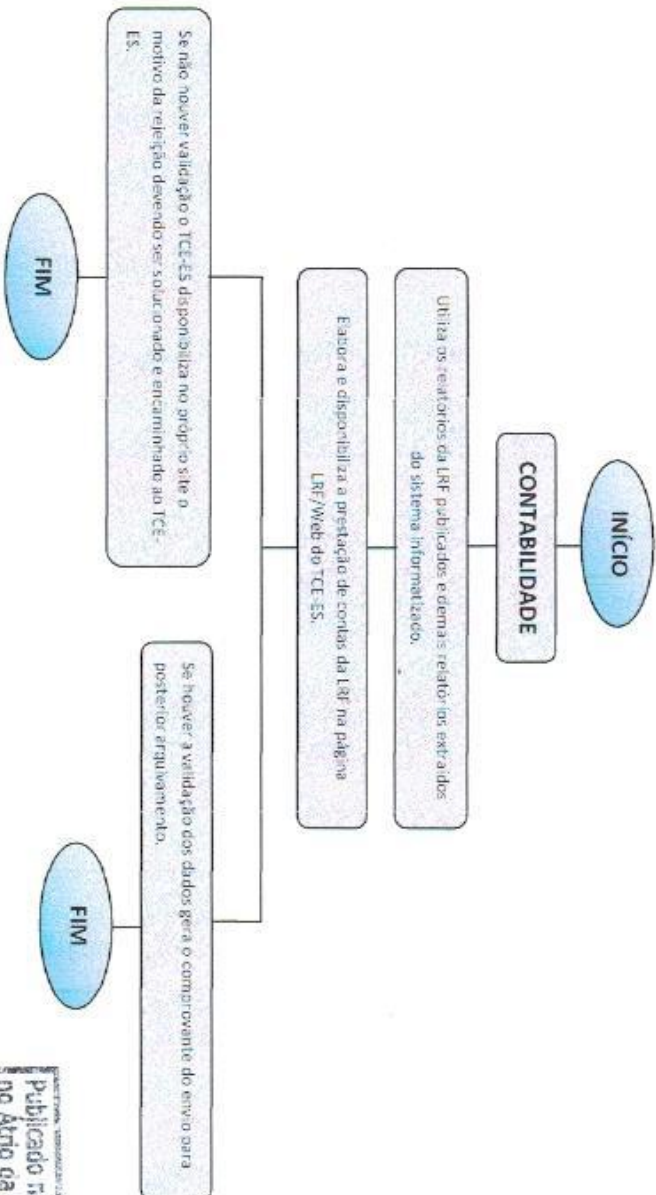 INÍCIO
CONTABILIDADE
Utiliza os relatórios da LRF publicados e demais relatórios extraídos
do sistema informatizado.
Elabora e disponibiliza a prestação de contas da LRF na página
LRF/Web do TCE-ES.
Se não houver validação o TCE-ES disponibiliza no próprio site o
motivo da rejeição devendo ser solucionado e encaminhado ao TCE-
ES.
FIM
Se houver a validação dos dados gera o comprovante do envio para
posterior arquivamento.
FIM
Publicado
no Átrio da